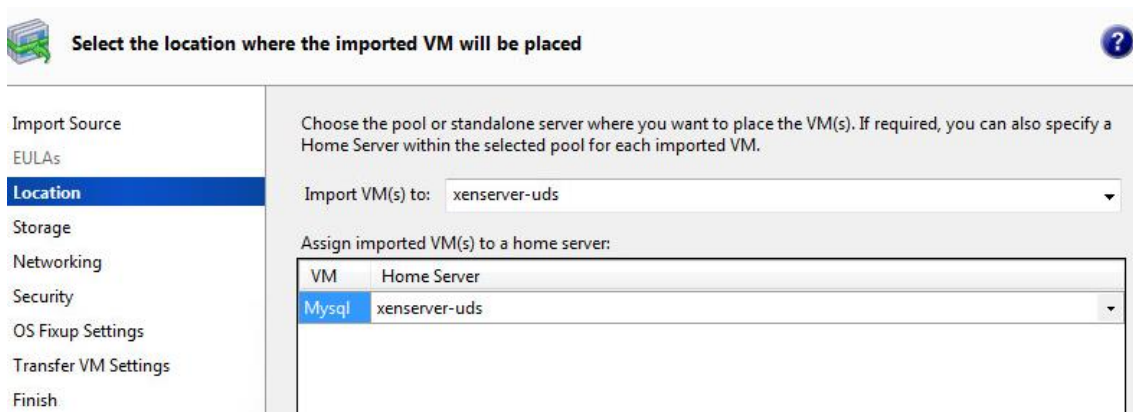 Select the location where the imported VM will be placed
?
Import Source
EULAs
Location
Storage
Networking
Security
OS Fixup Settings
Transfer VM Settings
Finish
Choose the pool or standalone server where you want to place the VM(s). If required, you can also specify a
Home Server within the selected pool for each imported VM.
Import VM(s) to: xenserver-uds
Assign imported VM(s) to a home server:
VM Home Server
Mysql xenserver-uds